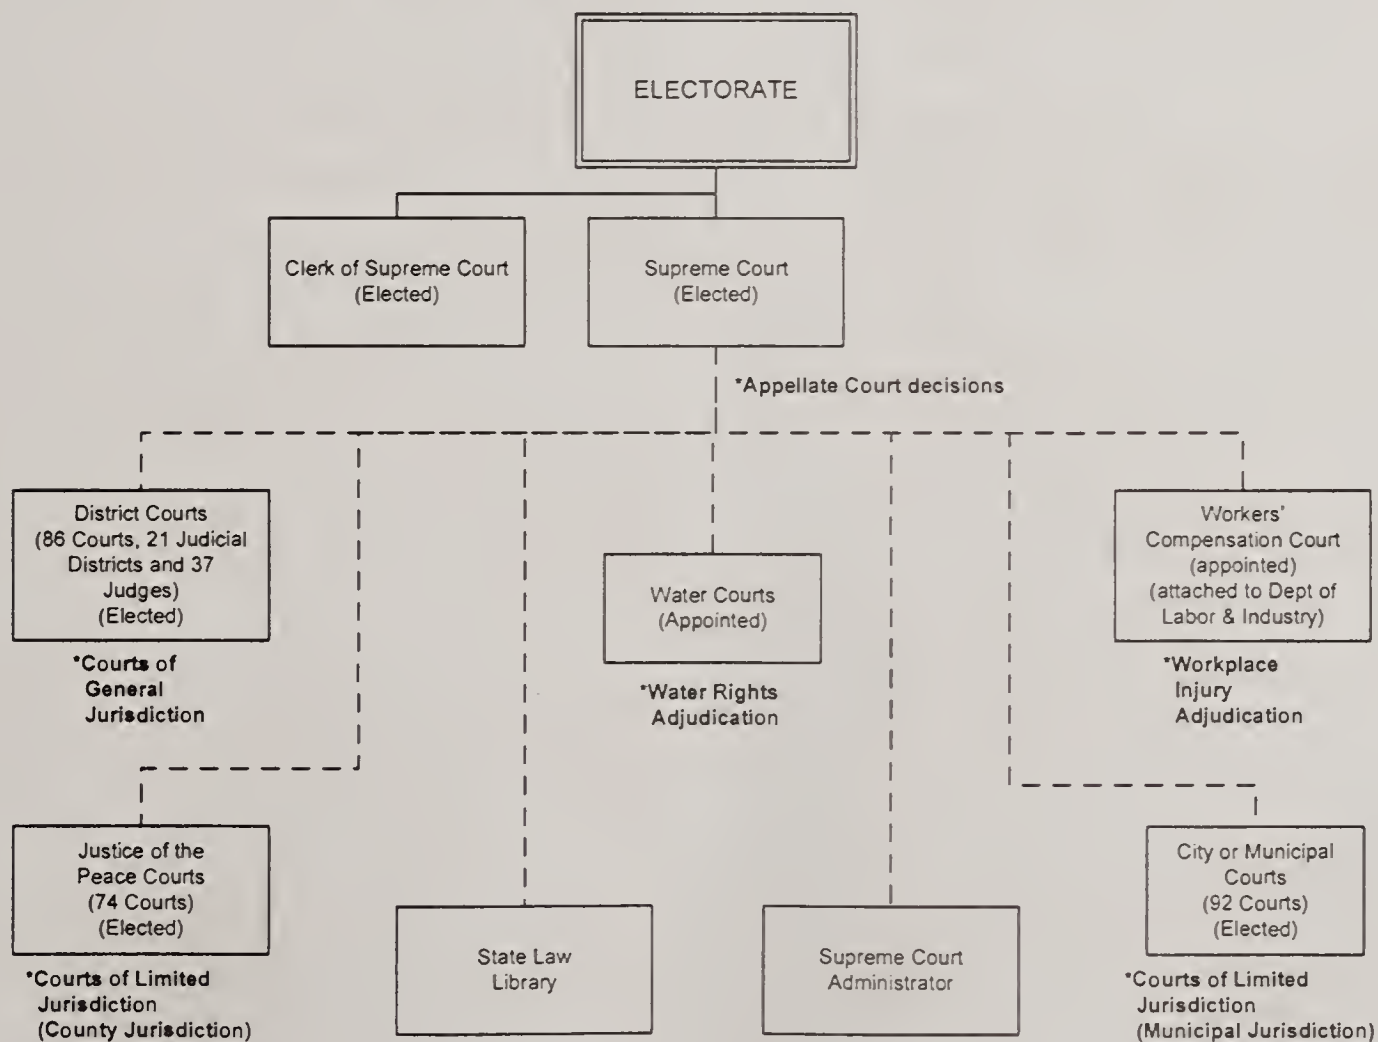 ELECTORATE
Clerk of Supreme Court
(Elected)
Supreme Court
(Elected)
*Appellate Court decisions
District Courts
(86 Courts, 21 Judicial
Districts and 37
Judges)
(Elected)
*Courts of
General
Jurisdiction
Water Courts
(Appointed)
*Water Rights
Adjudication
Workers'
Compensation Court
(appointed)
(attached to Dept of
Labor & Industry)
*Workplace
Injury
Adjudication
Justice of the
Peace Courts
(74 Courts)
(Elected)
*Courts of Limited
Jurisdiction
(County Jurisdiction)
State Law
Library
Supreme Court
Administrator
City or Municipal
Courts
(92 Courts)
(Elected)
*Courts of Limited
Jurisdiction
(Municipal Jurisdiction)